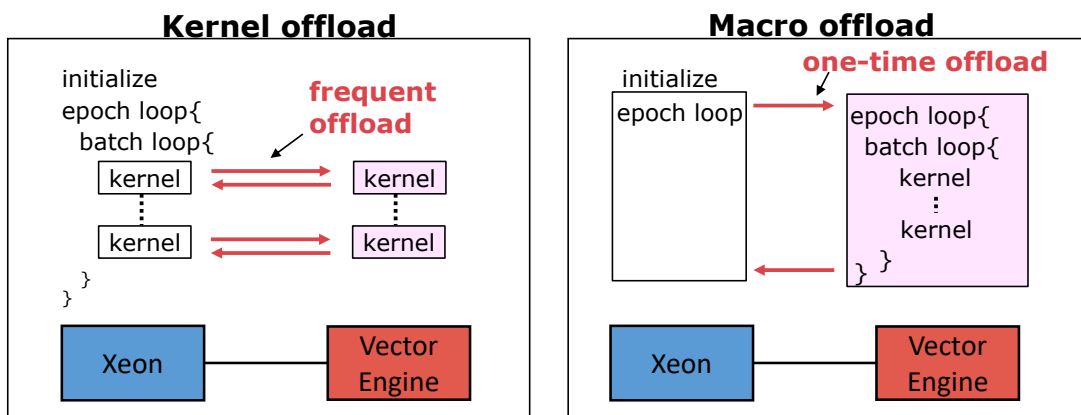 Kernel offload
initialize
epoch loop{
batch loop{
frequent
offload
kernel
kernel
kernel
kernel
}
}
Xeon
Vector
Engine
Macro offload
one-time offload
initialize
epoch loop
epoch loop{
batch loop{
kernel
kernel
}
}
Xeon
Vector
Engine